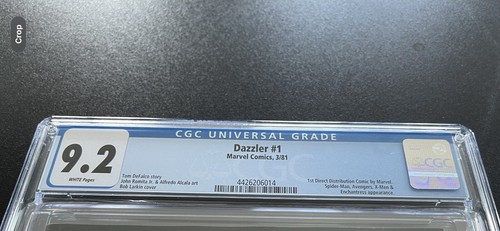 Crop
CGC UNIVERSAL GRADE
9.2
WHITE Pages
Dazzler #1
Marvel Comics, 3/81
Tom DeFalco story
John Romita Jr. & Alfredo Alcala art
Bob Larkin cover
4426206014
1st Direct Distribution Comic by Marvel.
Spider-Man, Avengers, X-Men &
Enchantress appearance.
CGC